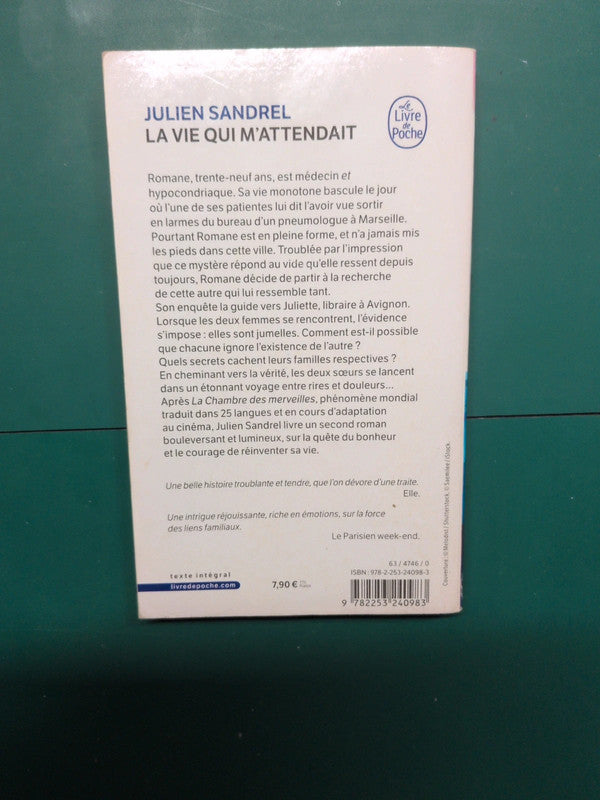 JULIEN SANDREL
LA VIE QUI M'ATTENDAIT
Le
Livre
de
Poche
Romane, trente-neuf ans, est médecin et
hypocondriaque. Sa vie monotone bascule le jour
où l'une de ses patientes lui dit l'avoir vue sortir
en larmes du bureau d'un pneumologue à Marseille.
Pourtant Romane est en pleine forme, et n'a jamais mis
les pieds dans cette ville. Troublée par l'impression
que ce mystère répond au vide qu'elle ressent depuis
toujours, Romane décide de partir à la recherche
de cette autre qui lui ressemble tant.
Son enquête la guide vers Juliette, libraire à Avignon.
Lorsque les deux femmes se rencontrent, l'évidence
s'impose : elles sont jumelles. Comment est-il possible
que chacune ignore l'existence de l'autre ?
Quels secrets cachent leurs familles respectives ?
En cheminant vers la vérité, les deux sœurs se lancent
dans un étonnant voyage entre rires et douleurs...
Après La Chambre des merveilles, phénomène mondial
traduit dans 25 langues et en cours d'adaptation
au cinéma, Julien Sandrel livre un second roman
bouleversant et lumineux, sur la quête du bonheur
et le courage de réinventer sa vie.
Une belle histoire troublante et tendre, que l'on dévore d'une traite.
Elle.
Une intrigue réjouissante, riche en émotions, sur la force
des liens familiaux.
Le Parisien week-end.
Couverture : © Melodist / Shutterstock. © Saemilee / iStock.
texte intégral
livredepoche.com
7,90 €
63 / 4746 / 0
ISBN : 978-2-253-24098-3
9 782253 240983